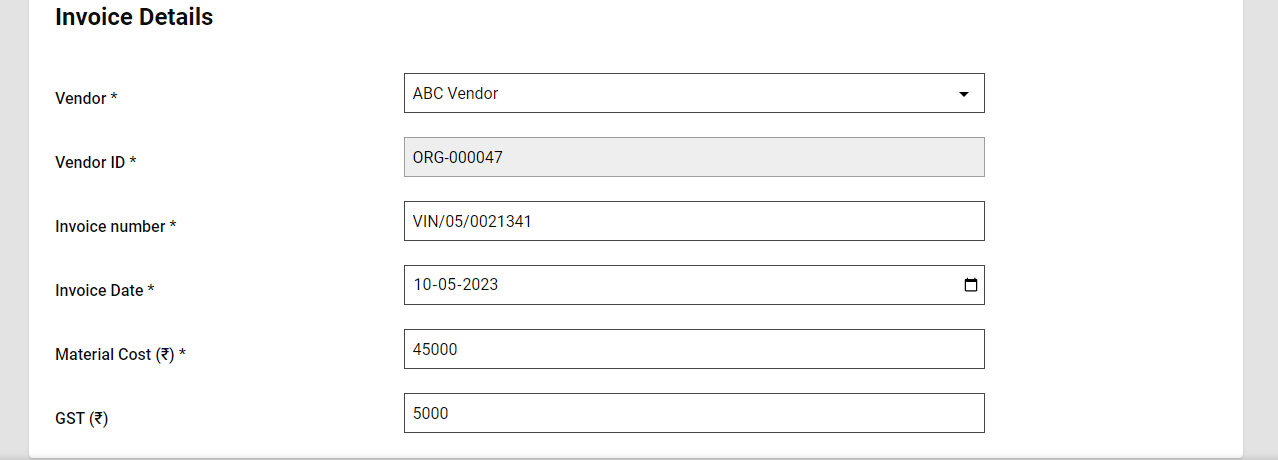 Invoice Details
Vendor * ABC Vendor
Vendor ID * ORG-000047
Invoice number * VIN/05/0021341
Invoice Date * 10-05-2023
Material Cost (₹) * 45000
GST (₹) 5000